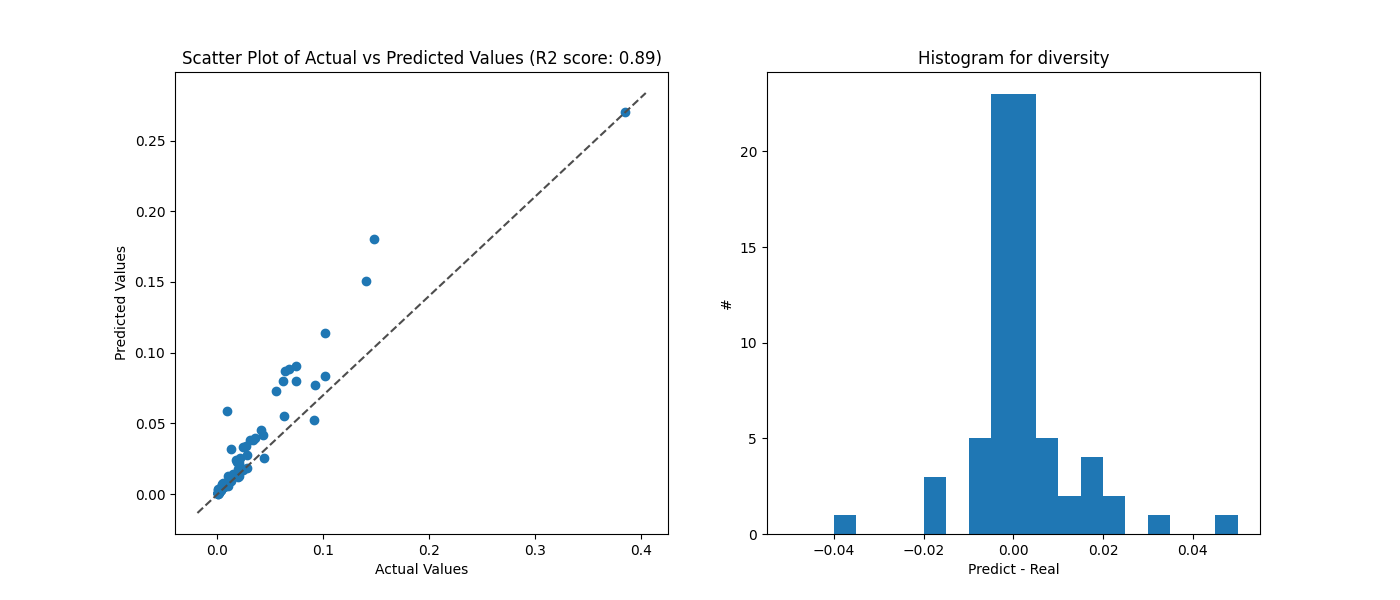 Scatter Plot of Actual vs Predicted Values (R2 score: 0.89)
Predicted Values
0.25
0.20
0.15
0.10
0.05
0.00
0.0 0.1 0.2 0.3 0.4
Actual Values
Histogram for diversity
#
20
15
10
5
0
−0.04 −0.02 0.00 0.02 0.04
Predict - Real